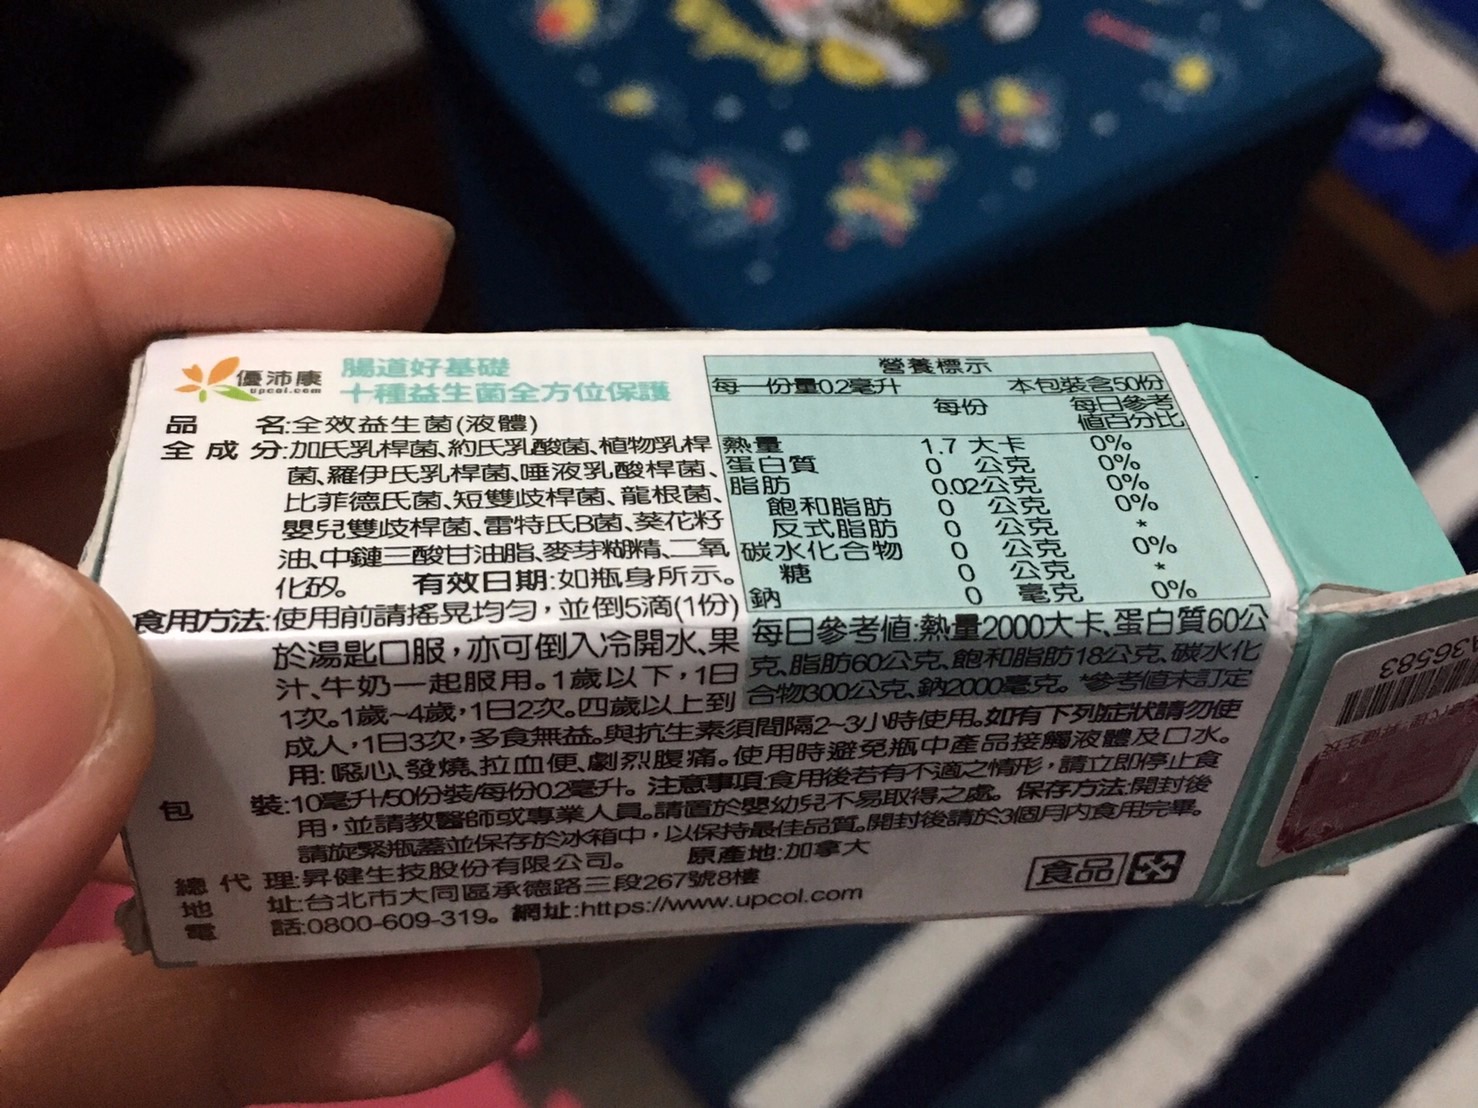 優沛康
upcol.com
腸道好基礎
十種益生菌全方位保護
品 名:全效益生菌(液體)
全成分:加氏乳桿菌、約氏乳酸菌、植物乳桿
菌、羅伊氏乳桿菌、唾液乳酸桿菌、
比菲德氏菌、短雙歧桿菌、龍根菌、
嬰兒雙歧桿菌、雷特氏B菌、葵花籽
油、中鏈三酸甘油脂、麥芽糊精、二氧
化矽。 有效日期:如瓶身所示。
食用方法:使用前請搖晃均勻，並倒5滴(1份)
於湯匙口服，亦可倒入冷開水、果
汁、牛奶一起服用。1歲以下，1日
1次。1歲~4歲，1日2次。四歲以上到
成人，1日3次，多食無益。與抗生素須間隔2~3小時使用。如有下列症狀請勿使
用: 噁心、發燒、拉血便、劇烈腹痛。使用時避免瓶中產品接觸液體及口水。
包 裝:10毫升/50份裝/每份0.2毫升。注意事項:食用後若有不適之情形，請立即停止食
用，並請教醫師或專業人員。請置於嬰幼兒不易取得之處。保存方法:開封後
請旋緊瓶蓋並保存於冰箱中，以保持最佳品質。開封後請於3個月內食用完畢。
總代理:昇健生技股份有限公司。 原產地:加拿大
地 址:台北市大同區承德路三段267號8樓
電 話:0800-609-319。網址:https://www.upcol.com
食品
營養標示
每一份量0.2毫升 本包裝含50份
每份 每日參考
值百分比
熱量 1.7 大卡 0%
蛋白質 0 公克 0%
脂肪 0.02公克 0%
飽和脂肪 0 公克 0%
反式脂肪 0 公克 *
碳水化合物 0 公克 0%
糖 0 公克 *
鈉 0 毫克 0%
每日參考值:熱量2000大卡、蛋白質60公
克、脂肪60公克、飽和脂肪18公克、碳水化
合物300公克、鈉2000毫克。*參考值未訂定
36583